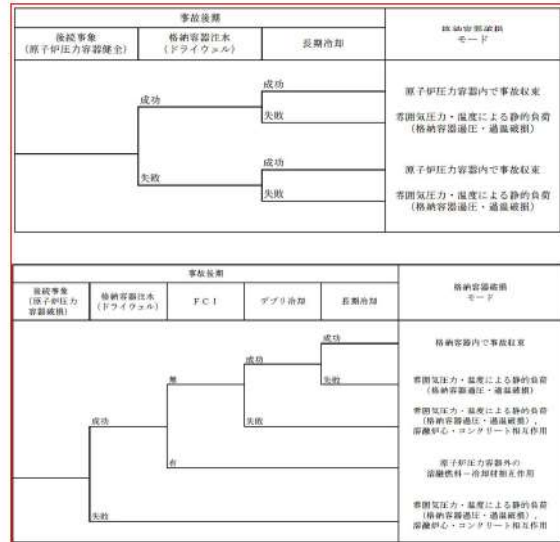 事故後期
格納容器破損
モード
後続事象
(原子炉圧力容器健全)
格納容器注水
(ドライウェル)
長期冷却
成功
成功
原子炉圧力容器内で事故収束
失敗
雰囲気圧力・温度による静的負荷
(格納容器過圧・過温破損)
失敗
成功
原子炉圧力容器内で事故収束
失敗
雰囲気圧力・温度による静的負荷
(格納容器過圧・過温破損)
事故後期
格納容器破損
モード
後続事象
(原子炉圧力
容器破損)
格納容器注水
(ドライウェル)
FCI
デブリ冷却
長期冷却
成功
格納容器内で事故収束
成功
無
失敗
雰囲気圧力・温度による静的負荷
(格納容器過圧・過温破損)
成功
失敗
雰囲気圧力・温度による静的負荷
(格納容器過圧・過温破損),
溶融炉心・コンクリート相互作用
有
原子炉圧力容器外の
溶融燃料-冷却材相互作用
失敗
雰囲気圧力・温度による静的負荷
(格納容器過圧・過温破損),
溶融炉心・コンクリート相互作用